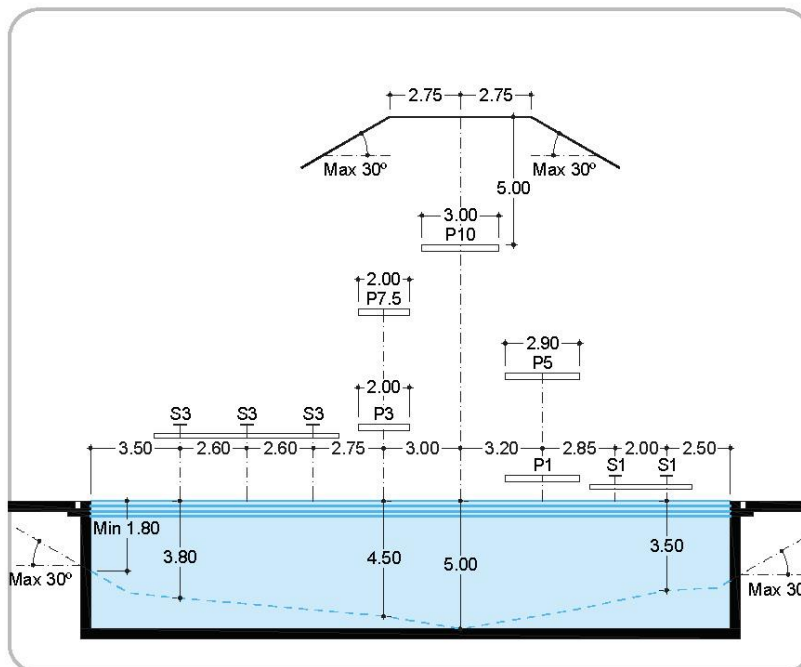 2.75 2.75
Max 30º Max 30º
5.00
3.00
P10
2.00
P7.5
2.90
P5
2.00
P3
S3 S3 S3
3.50 2.60 2.60 2.75 3.00 3.20 2.85 2.00 2.50
P1 S1 S1
Min 1.80
3.80 4.50 5.00 3.50
Max 30º Max 30º